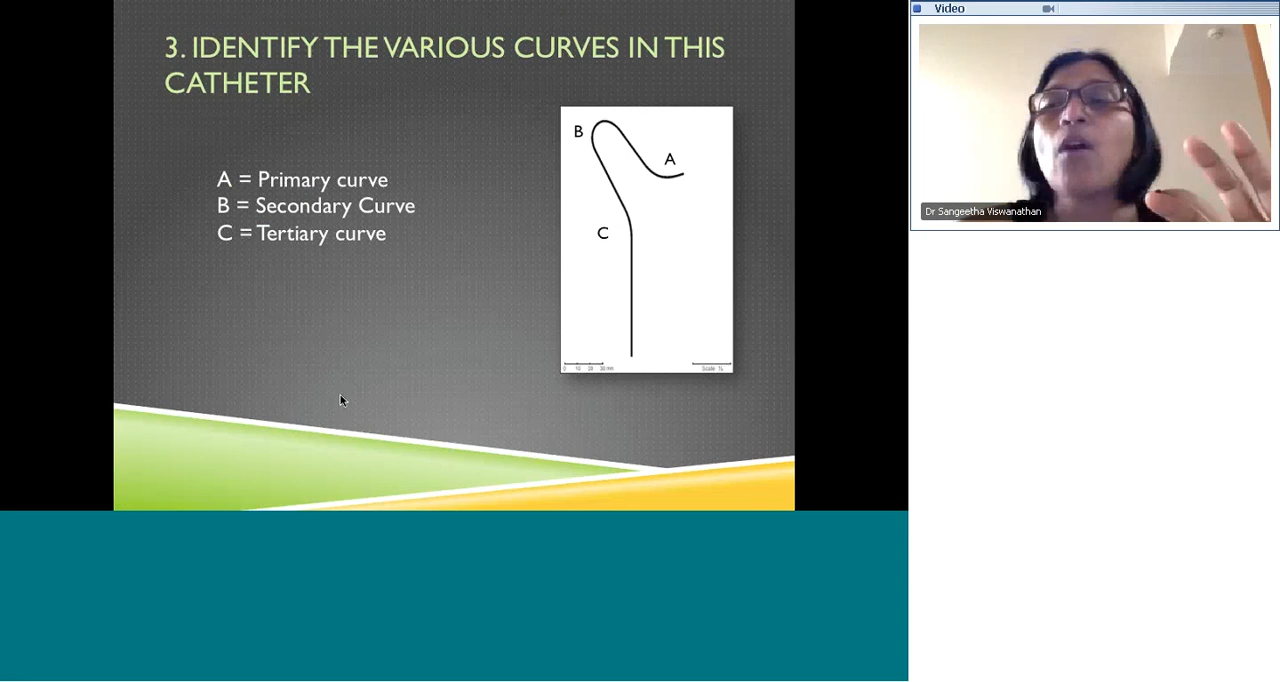 3. IDENTIFY THE VARIOUS CURVES IN THIS
CATHETER
A = Primary curve
B = Secondary Curve
C = Tertiary curve
B
A
C
Video
Dr Sangeetha Viswanathan